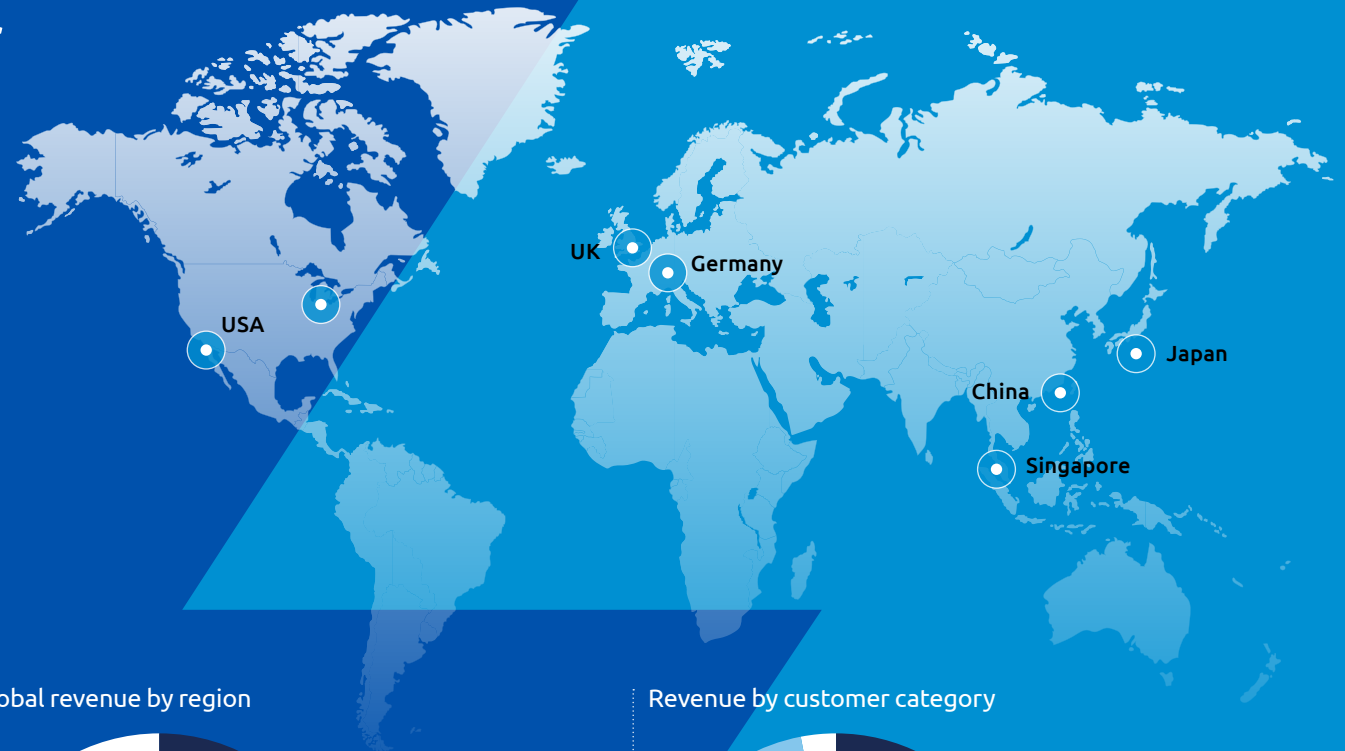 UK
Germany
USA
Japan
China
Singapore
obal revenue by region
Revenue by customer category